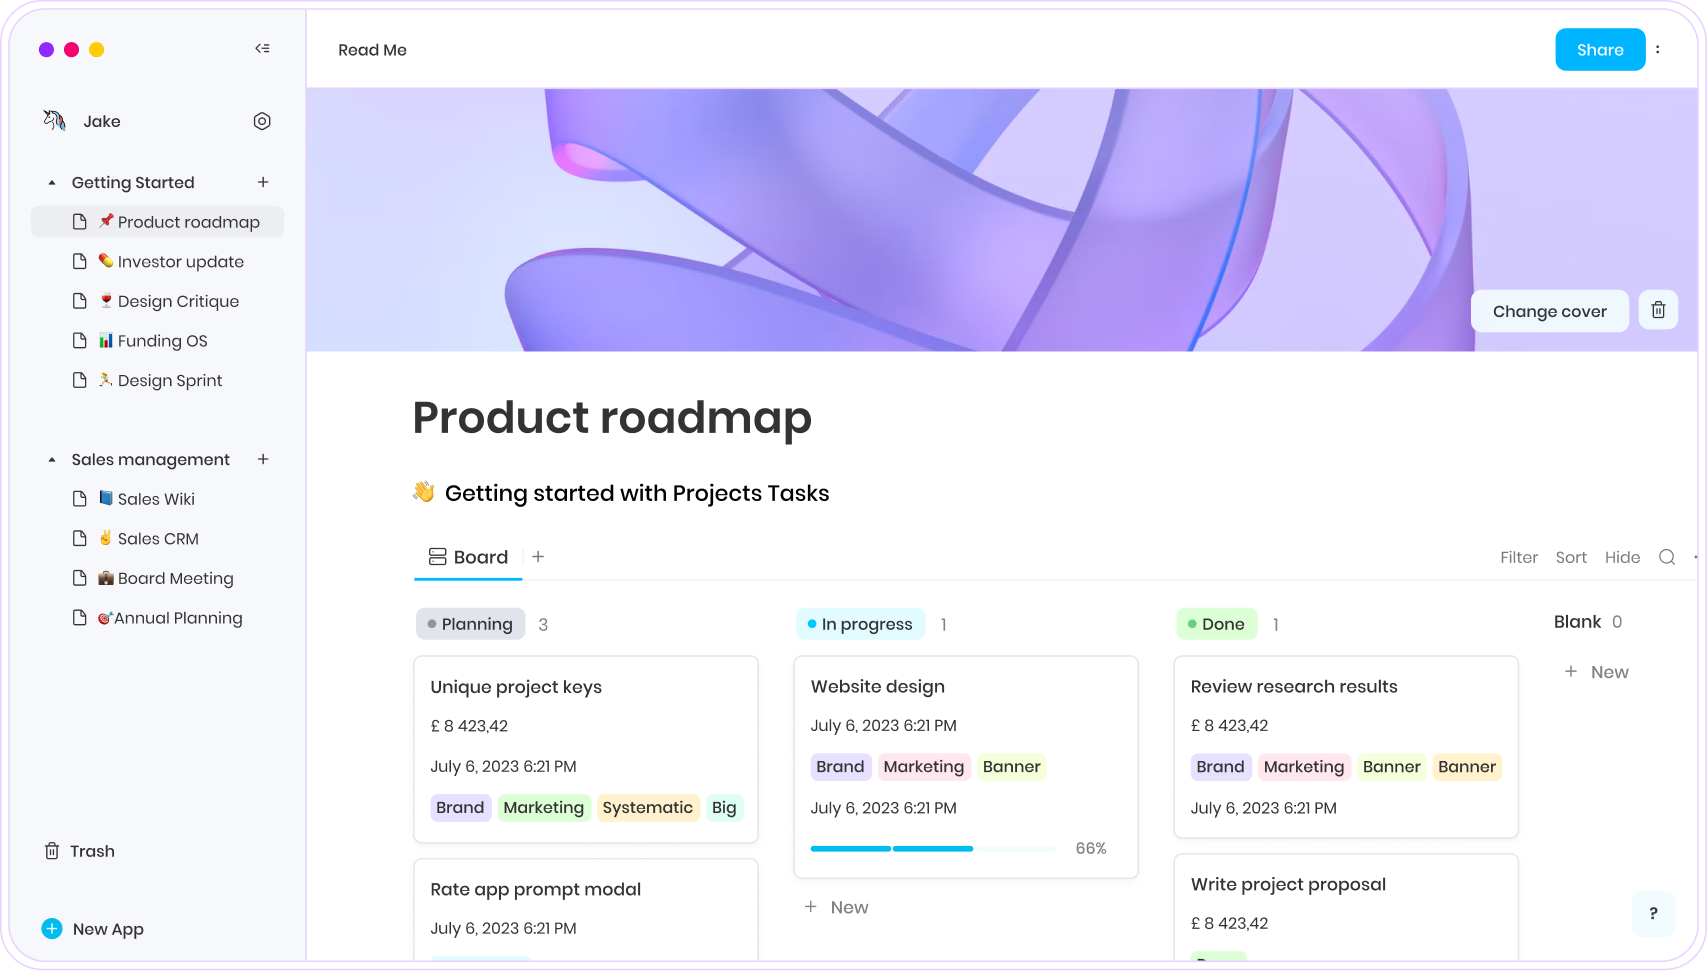 Read Me
Share
Jake
Getting Started
Product roadmap
Investor update
Design Critique
Funding OS
Design Sprint
Sales management
Sales Wiki
Sales CRM
Board Meeting
Annual Planning
Trash
New App
Change cover
Product roadmap
👋 Getting started with Projects Tasks
Board
Filter Sort Hide
Planning 3
Unique project keys
£ 8 423,42
July 6, 2023 6:21 PM
Brand Marketing Systematic Big
Rate app prompt modal
July 6, 2023 6:21 PM
In progress 1
Website design
July 6, 2023 6:21 PM
Brand Marketing Banner
July 6, 2023 6:21 PM
66%
+ New
Done 1
Review research results
£ 8 423,42
Brand Marketing Banner Banner
July 6, 2023 6:21 PM
Write project proposal
£ 8 423,42
Blank 0
+ New
?